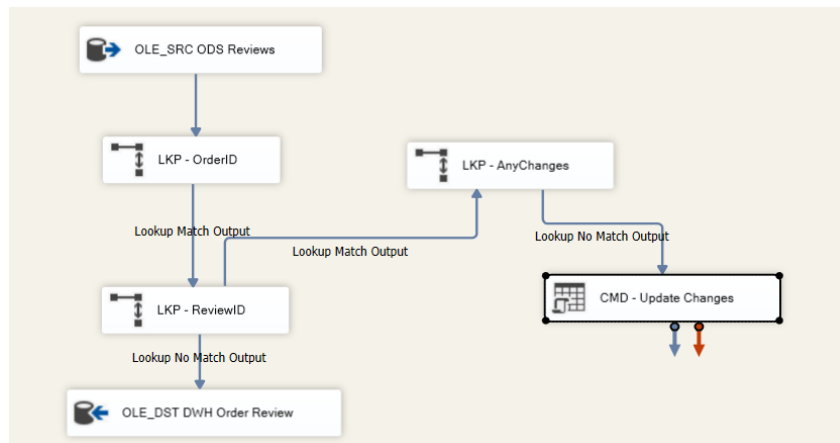 OLE_SRC ODS Reviews
LKP - OrderID
LKP - AnyChanges
Lookup Match Output
Lookup Match Output
Lookup No Match Output
LKP - ReviewID
CMD - Update Changes
Lookup No Match Output
OLE_DST DWH Order Review